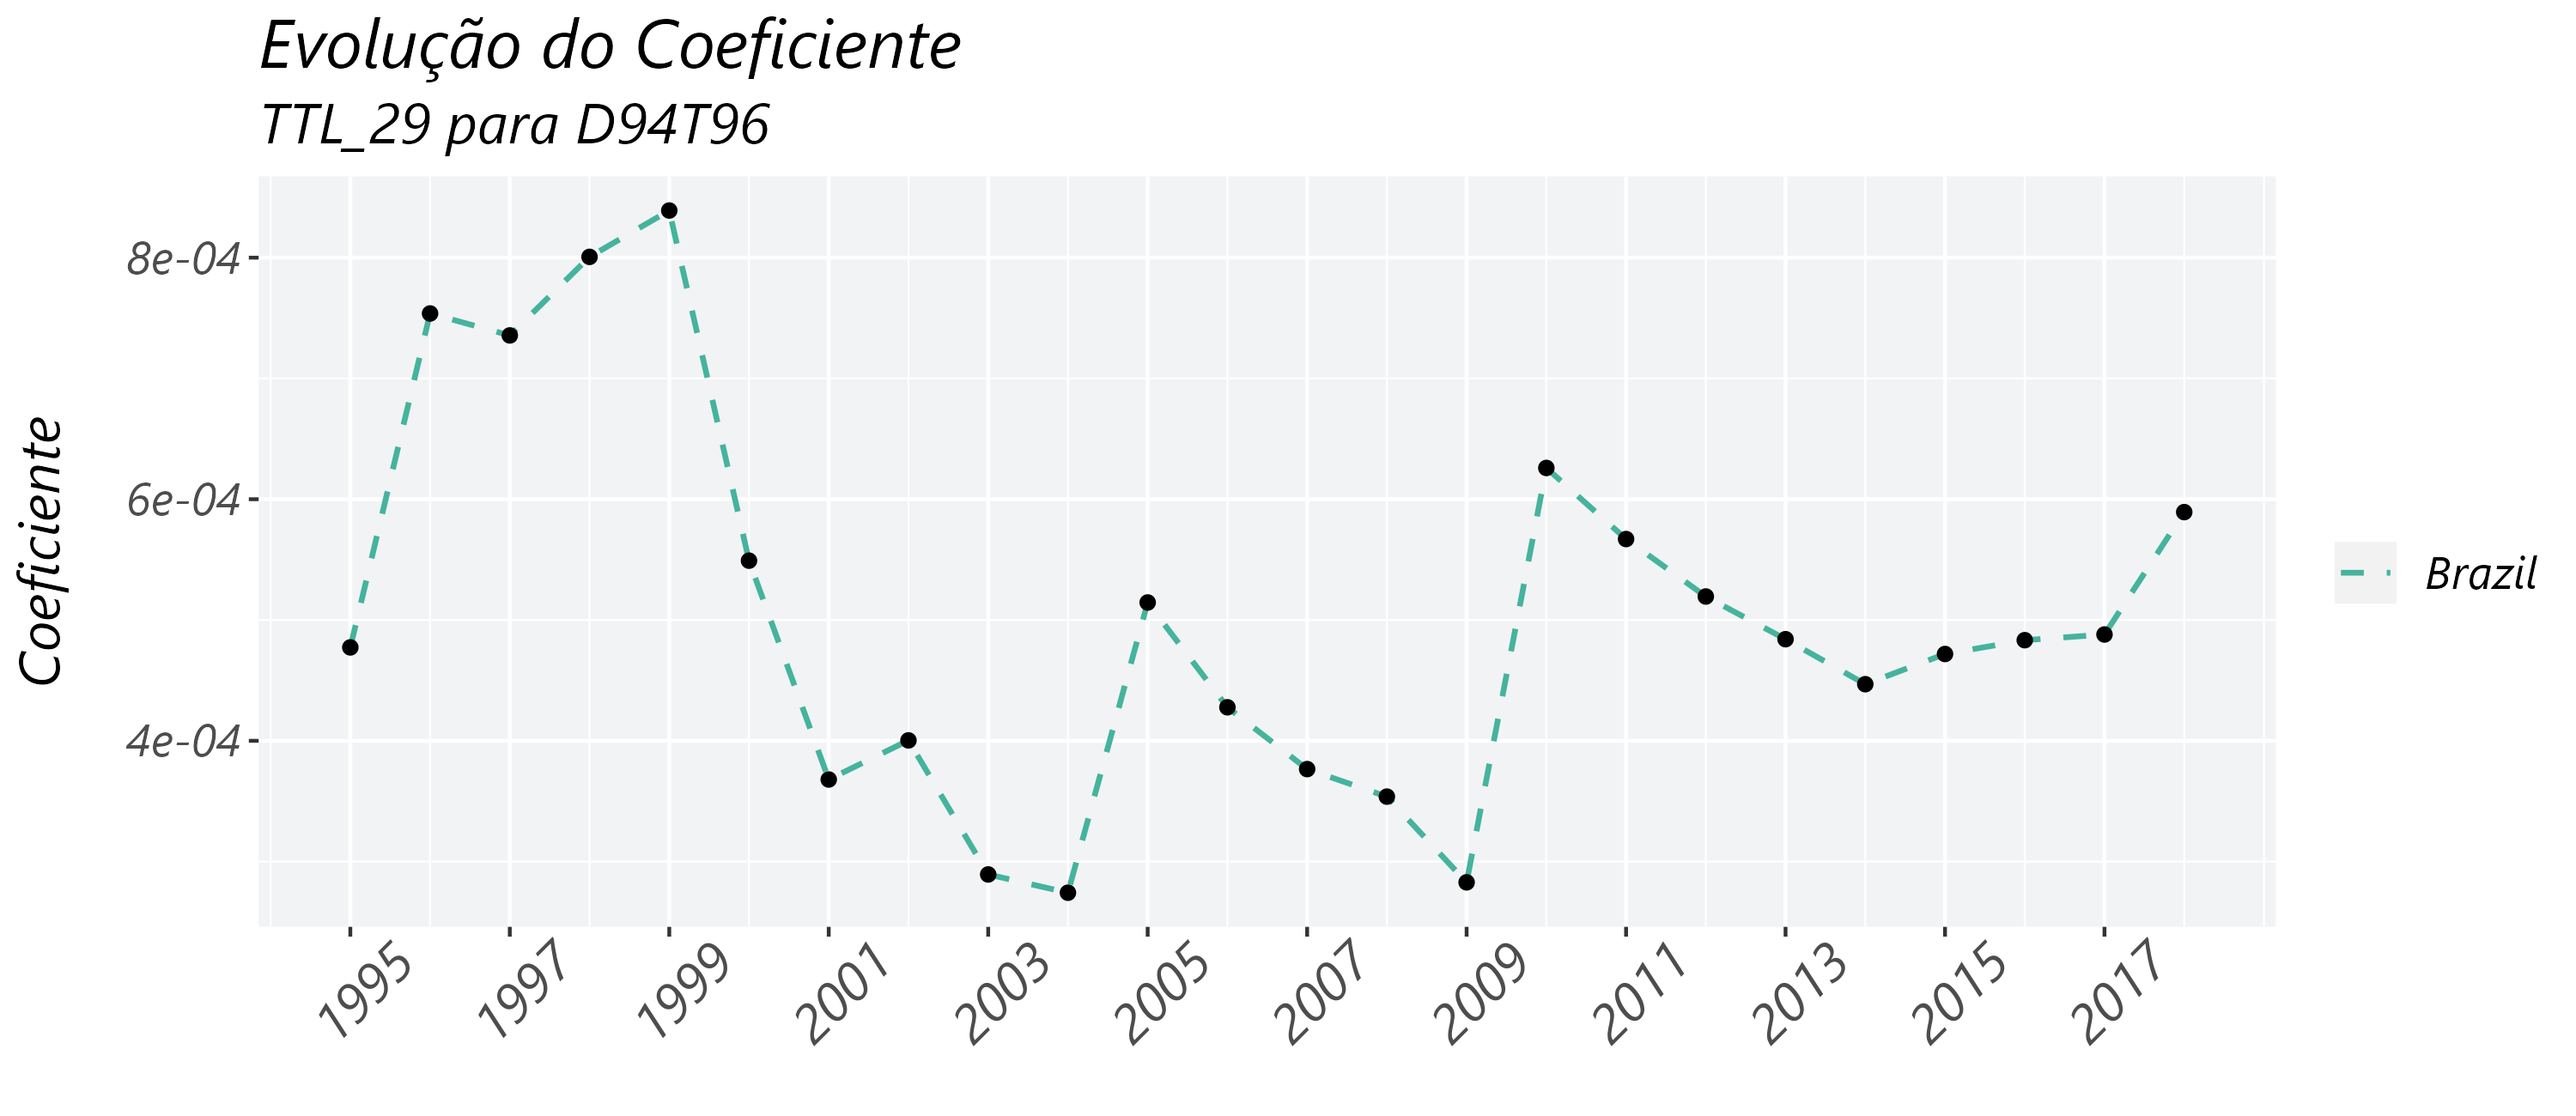 Evolução do Coeficiente
TTL_29 para D94T96
Coeficiente
8e-04
6e-04
4e-04
1995
1997
1999
2001
2003
2005
2007
2009
2011
2013
2015
2017
Brazil